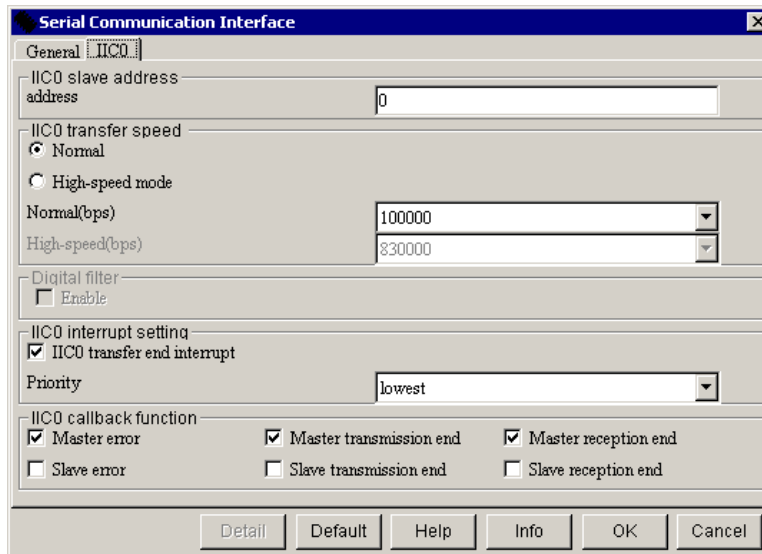 Serial Communication Interface
General IIC0
IIC0 slave address
address 0
IIC0 transfer speed
Normal
High-speed mode
Normal(bps) 100000
High-speed(bps) 830000
Digital filter
Enable
IIC0 interrupt setting
IIC0 transfer end interrupt
Priority lowest
IIC0 callback function
Master error Master transmission end Master reception end
Slave error Slave transmission end Slave reception end
Detail Default Help Info OK Cancel